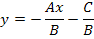 y = −Ax/B − C/B